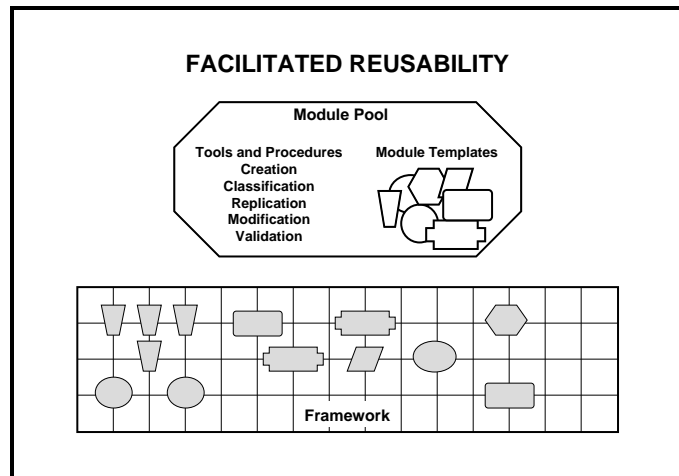 FACILITATED REUSABILITY
Module Pool
Tools and Procedures
Creation
Classification
Replication
Modification
Validation
Module Templates
Framework